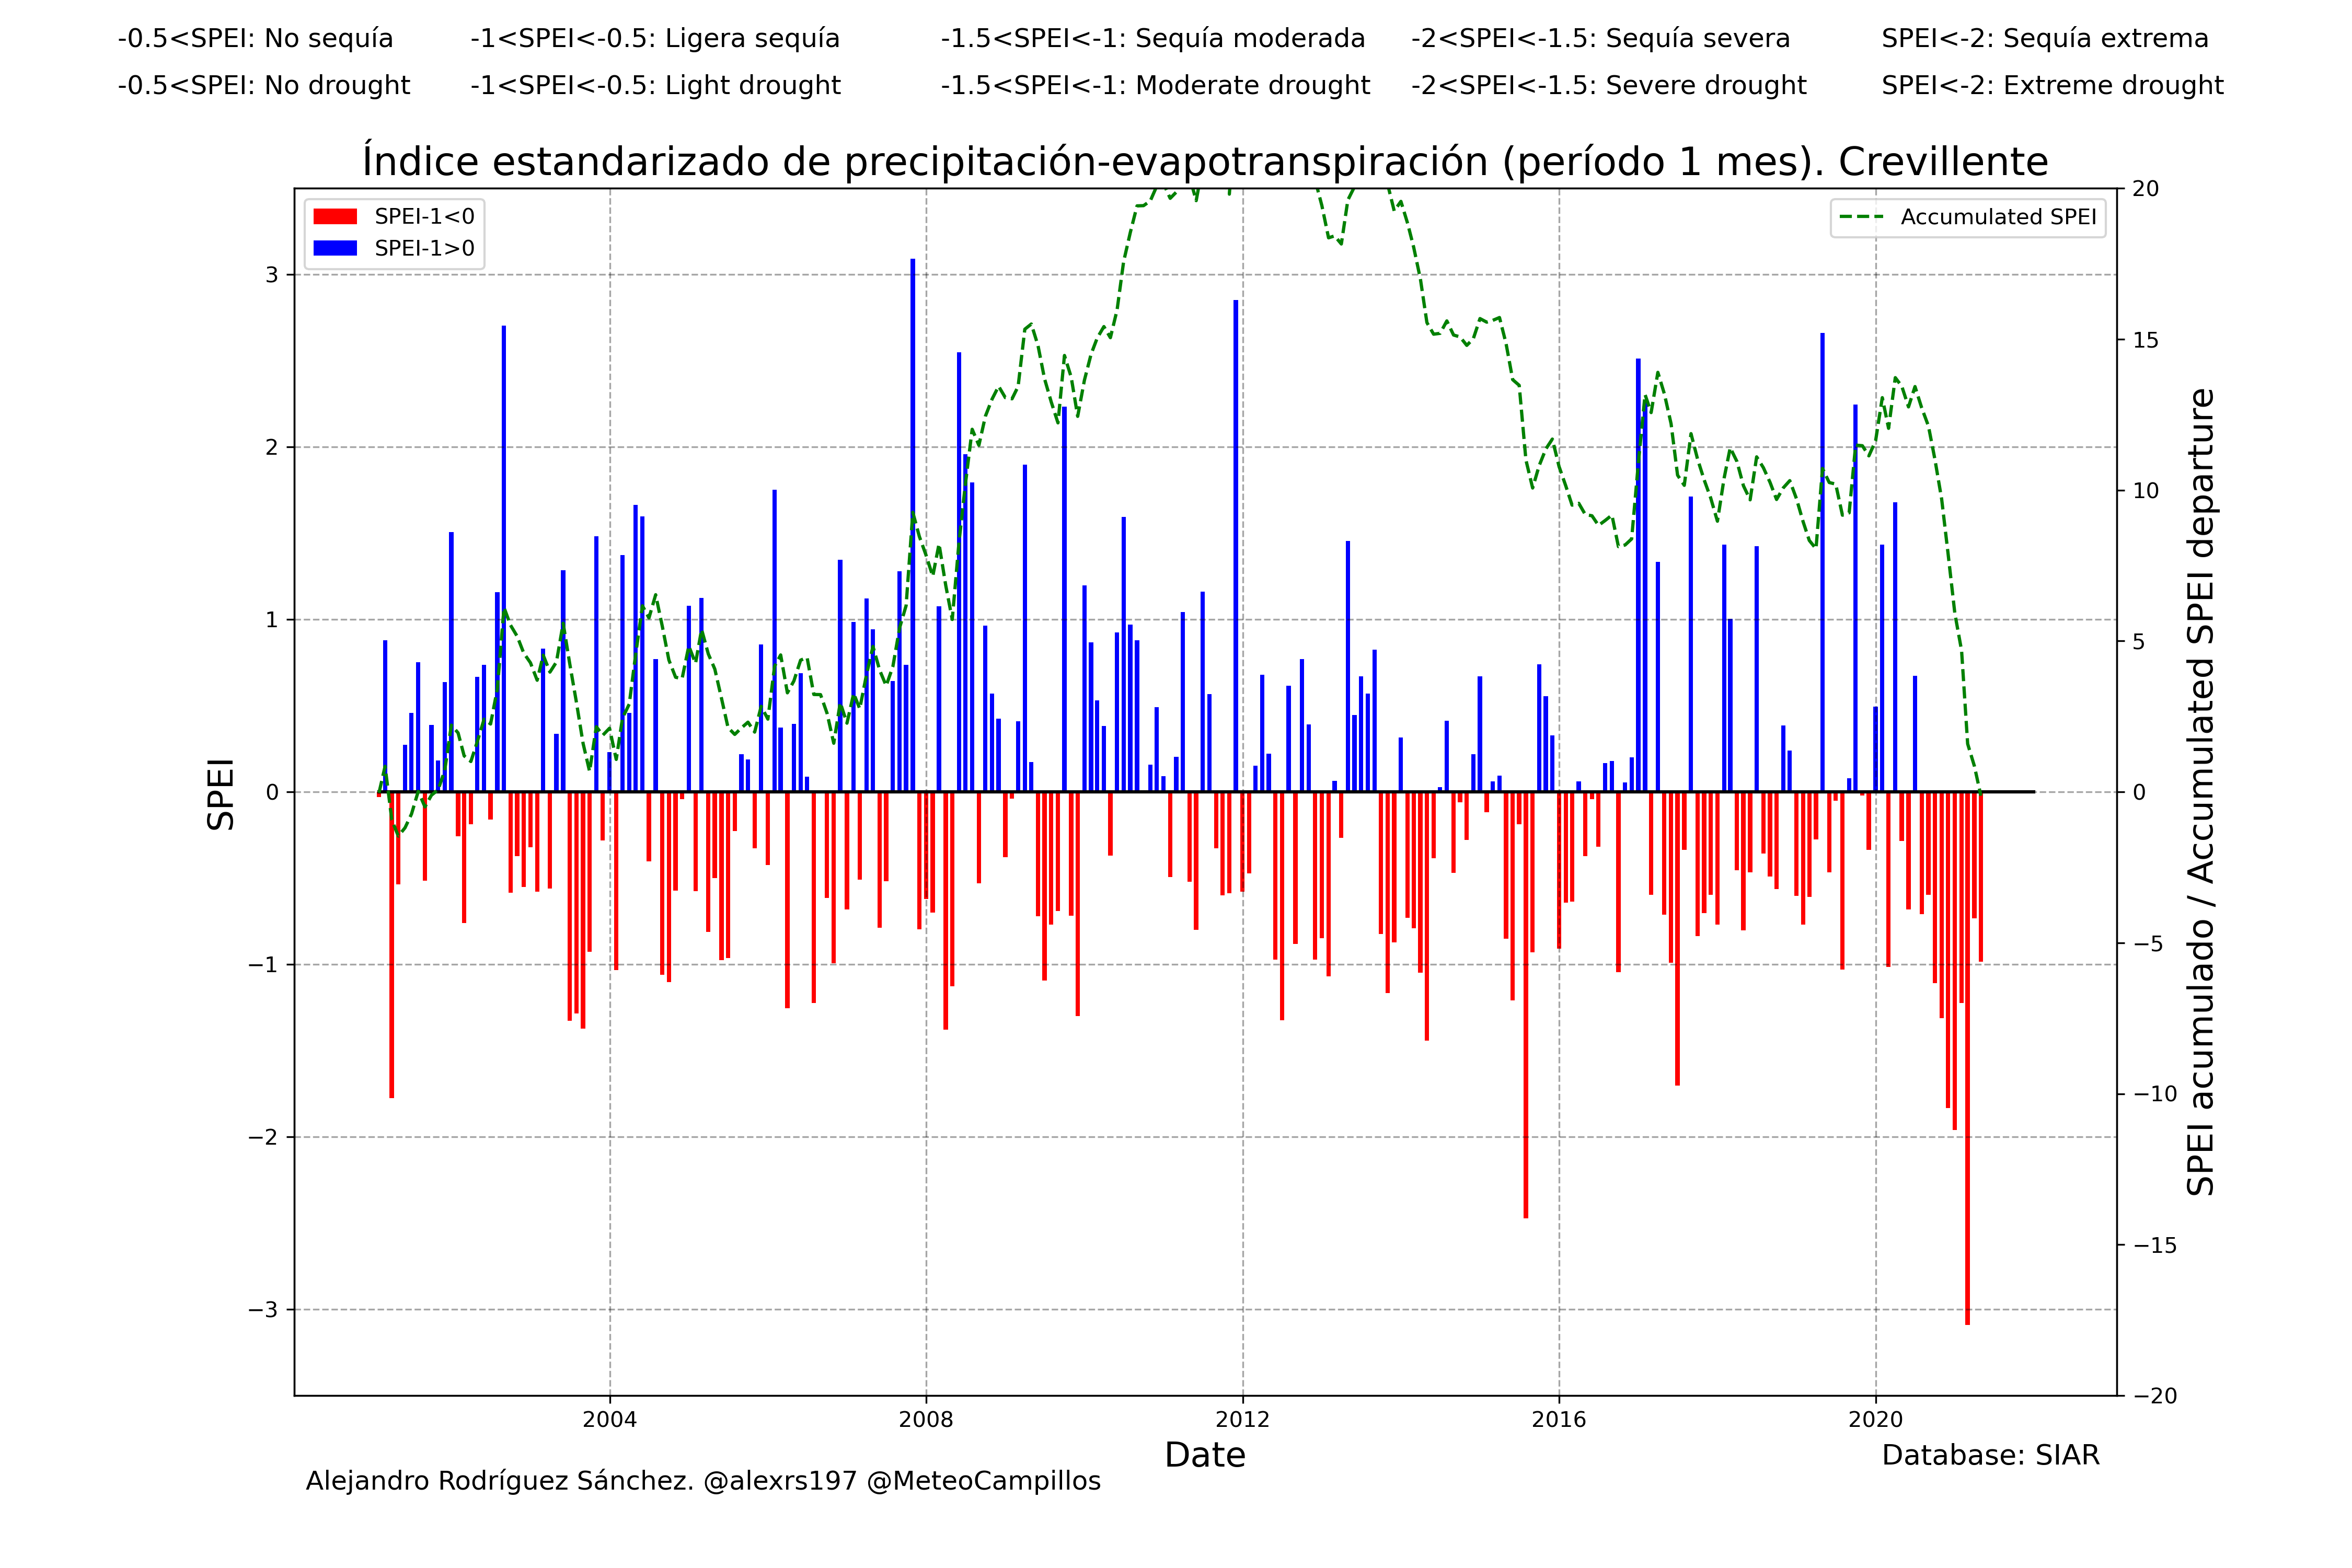 -0.5<SPEI: No sequía -1<SPEI<-0.5: Ligera sequía -1.5<SPEI<-1: Sequía moderada -2<SPEI<-1.5: Sequía severa SPEI<-2: Sequía extrema
-0.5<SPEI: No drought -1<SPEI<-0.5: Light drought -1.5<SPEI<-1: Moderate drought -2<SPEI<-1.5: Severe drought SPEI<-2: Extreme drought
Índice estandarizado de precipitación-evapotranspiración (período 1 mes). Crevillente
SPEI-1<0
SPEI-1>0
Accumulated SPEI
SPEI
3
2
1
0
−1
−2
−3
20
15
10
5
0
−5
−10
−15
−20
SPEI acumulado / Accumulated SPEI departure
2004 2008 2012 2016 2020
Date
Database: SIAR
Alejandro Rodríguez Sánchez. @alexrs197 @MeteoCampillos